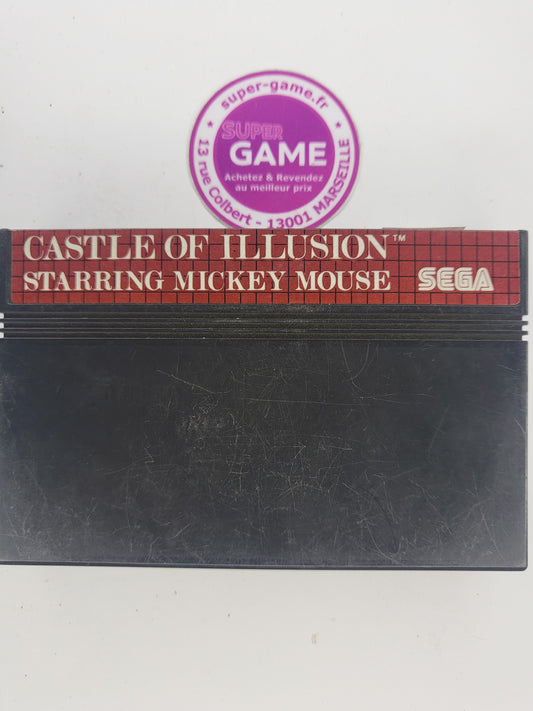 super-game.fr
SUPER
GAME
Achetez & Revendez
au meilleur prix
13 rue Colbert - 13001 MARSEILLE
CASTLE OF ILLUSION™
STARRING MICKEY MOUSE
SEGA